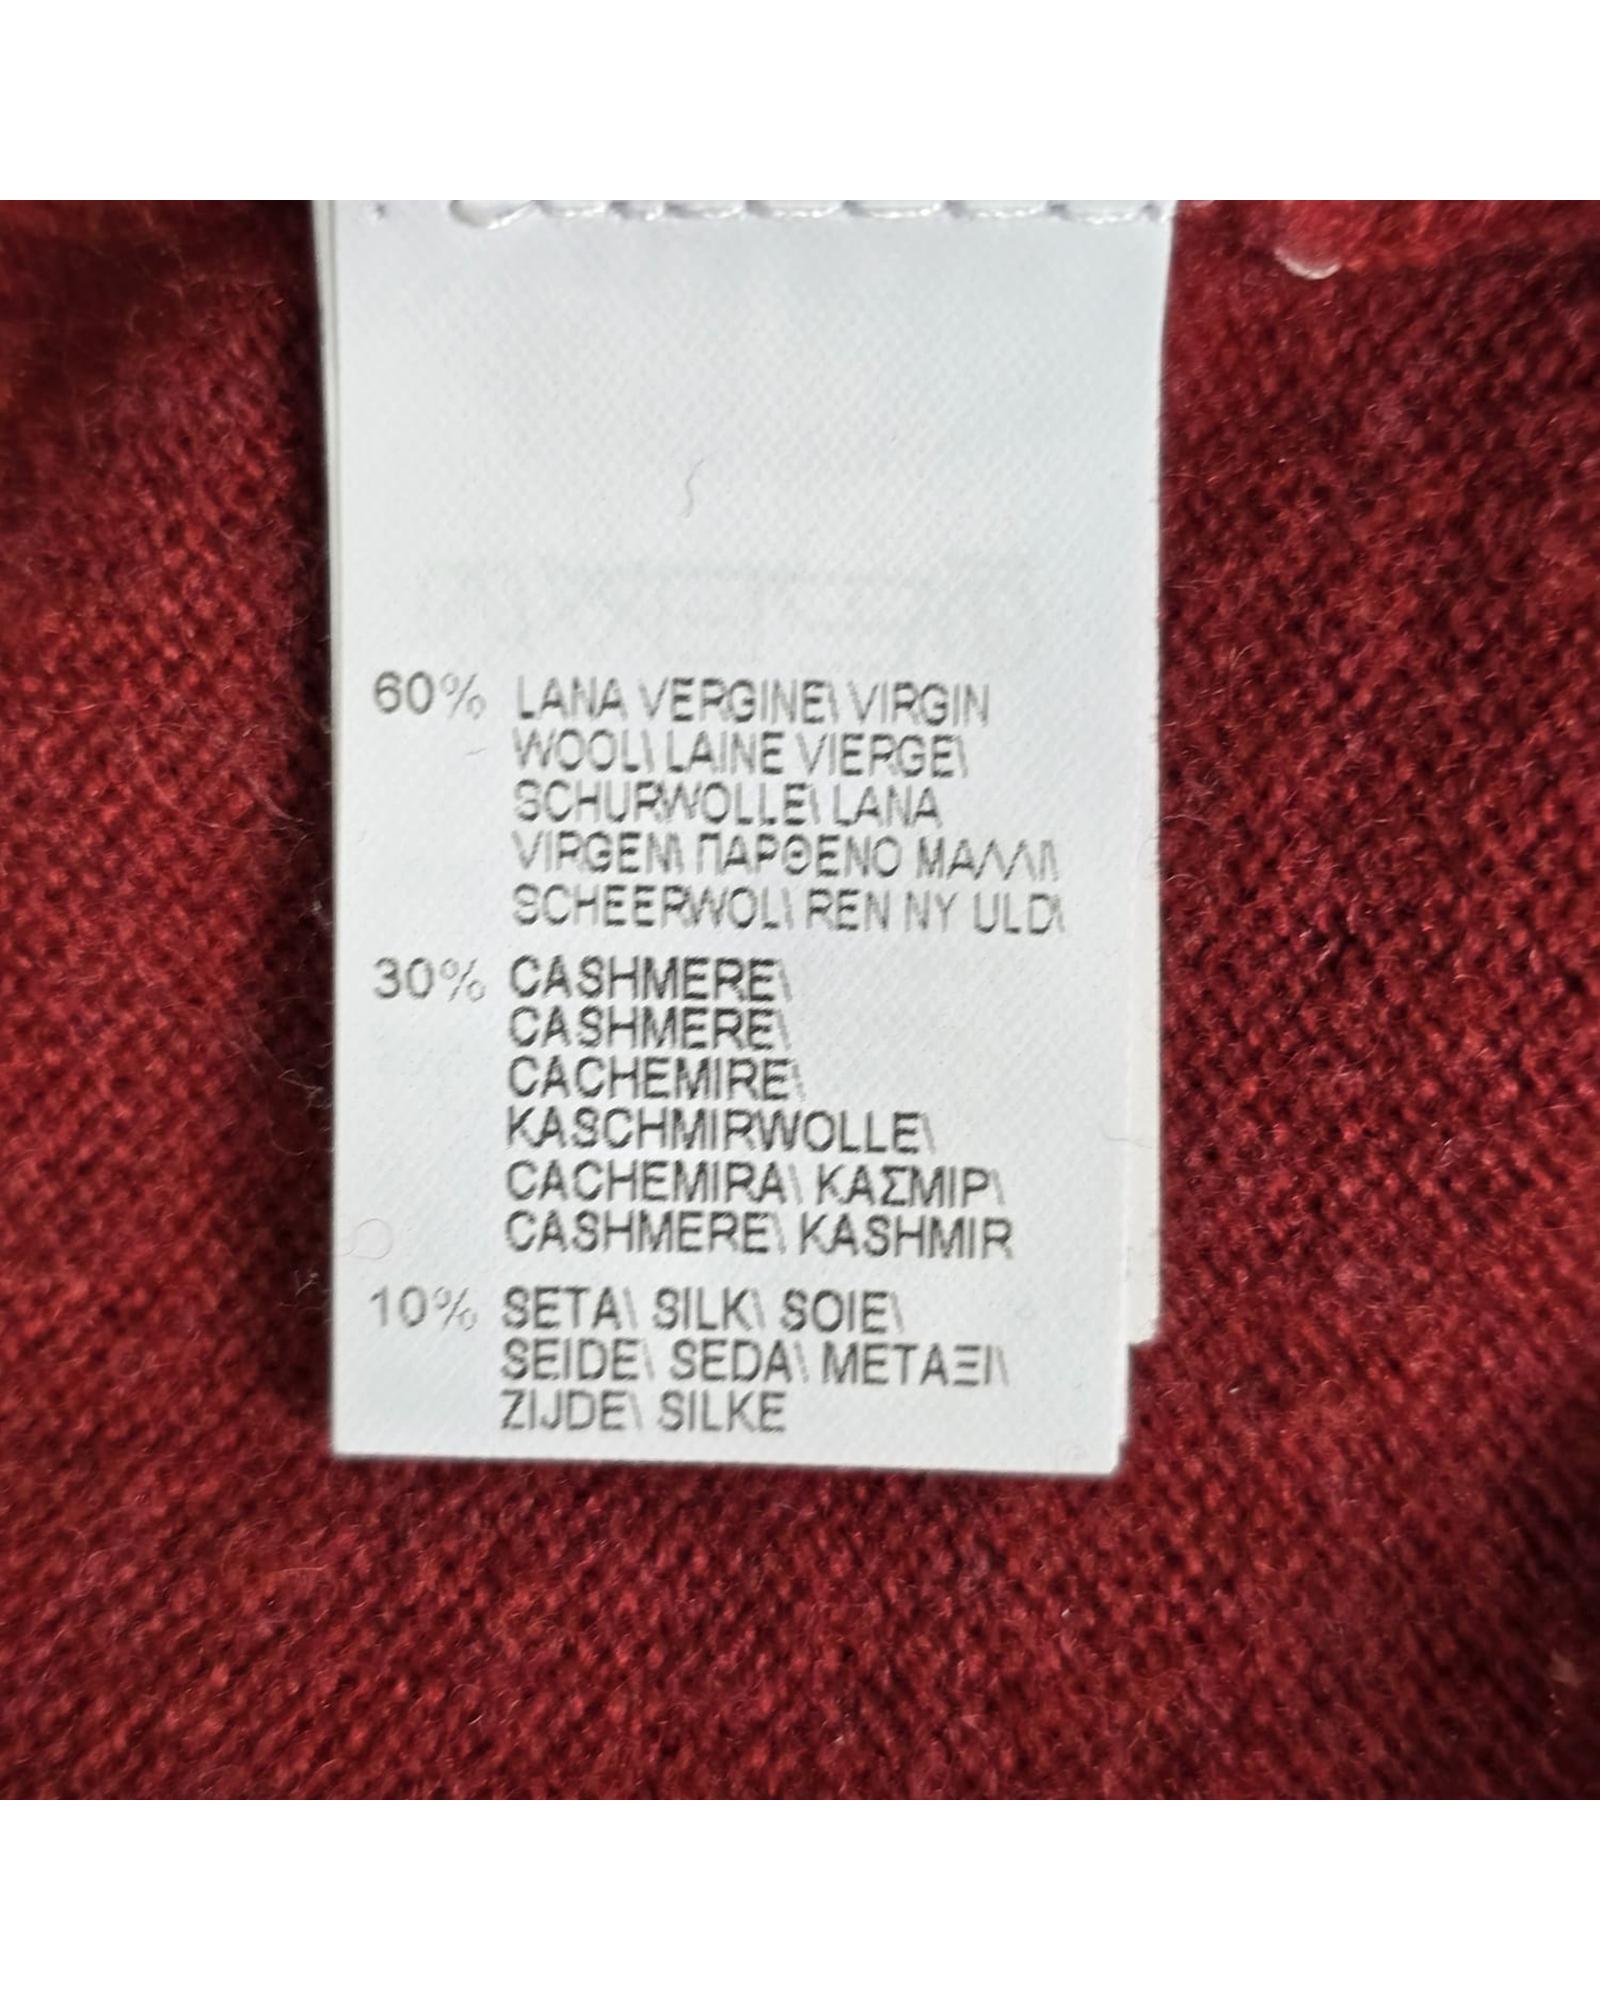 60% LANA VERGINE\ VIRGIN
WOOL\ LAINE VIERGE\
SCHURWOLLE\ LANA
VIRGEN\ ΠΑΡΘΕΝΟ ΜΑΛΛΙ\
SCHEERWOL\ REN NY ULD\
30% CASHMERE\
CASHMERE\
CACHEMIRE\
KASCHMIRWOLLE\
CACHEMIRA\ ΚΑΣΜΙΡ\
CASHMERE\ KASHMIR
10% SETA\ SILK\ SOIE\
SEIDE\ SEDA\ ΜΕΤΑΞΙ\
ZIJDE\ SILKE